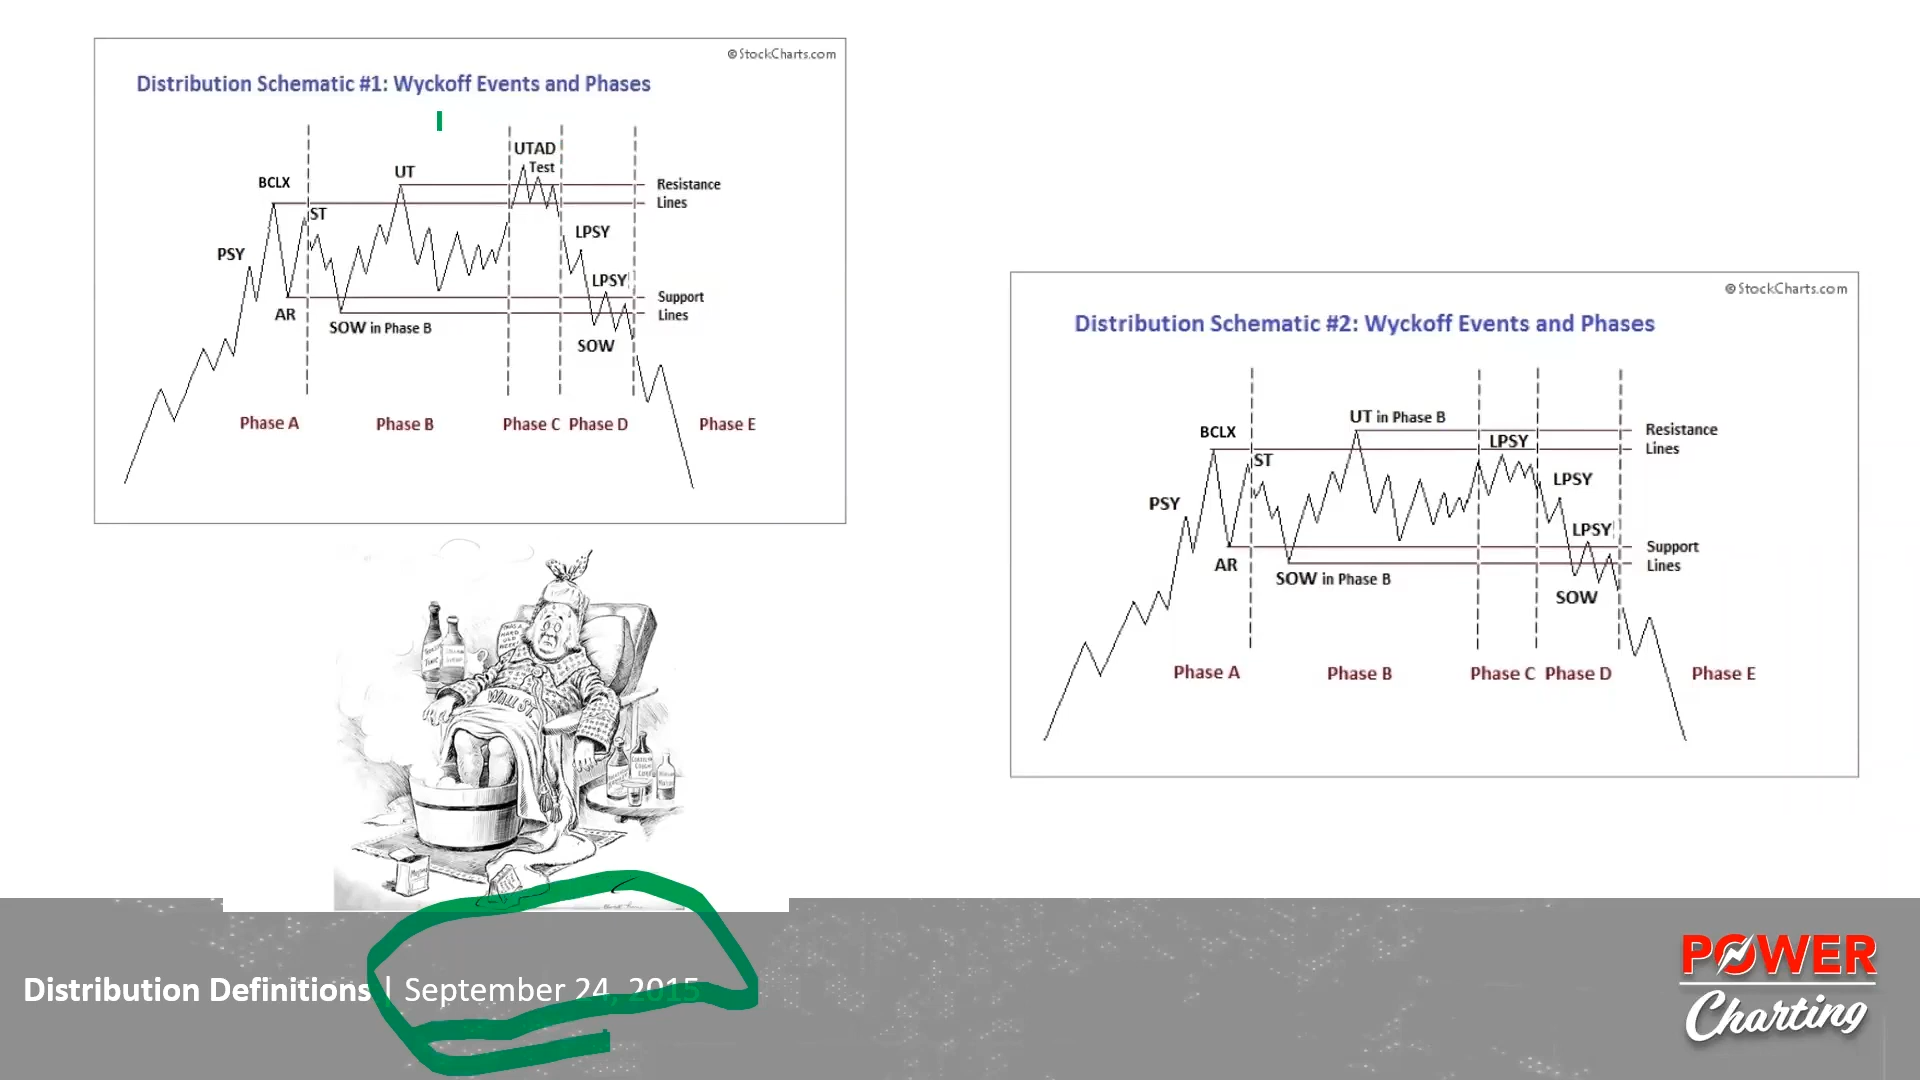 ©StockCharts.com
Distribution Schematic #1: Wyckoff Events and Phases
UTAD
Test
UT
BCLX
Resistance
Lines
ST
LPSY
PSY
LPSY
Support
Lines
AR
SOW in Phase B
SOW
Phase A
Phase B
Phase C
Phase D
Phase E
©StockCharts.com
Distribution Schematic #2: Wyckoff Events and Phases
UT in Phase B
BCLX
Resistance
Lines
LPSY
ST
LPSY
PSY
LPSY
Support
Lines
AR
SOW in Phase B
SOW
Phase A
Phase B
Phase C
Phase D
Phase E
WALL ST.
Distribution Definitions | September 24, 2015
POWER
Charting